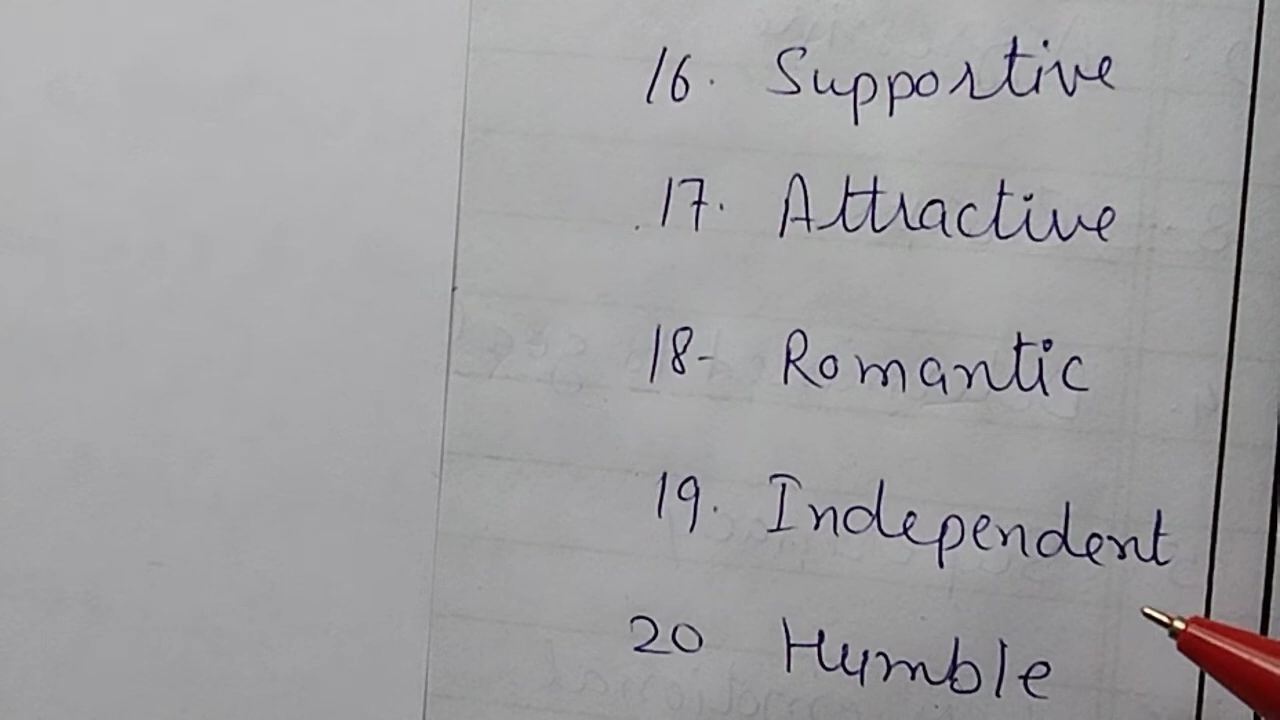 16. Supportive
17. Attractive
18- Romantic
19. Independent
20 Humble